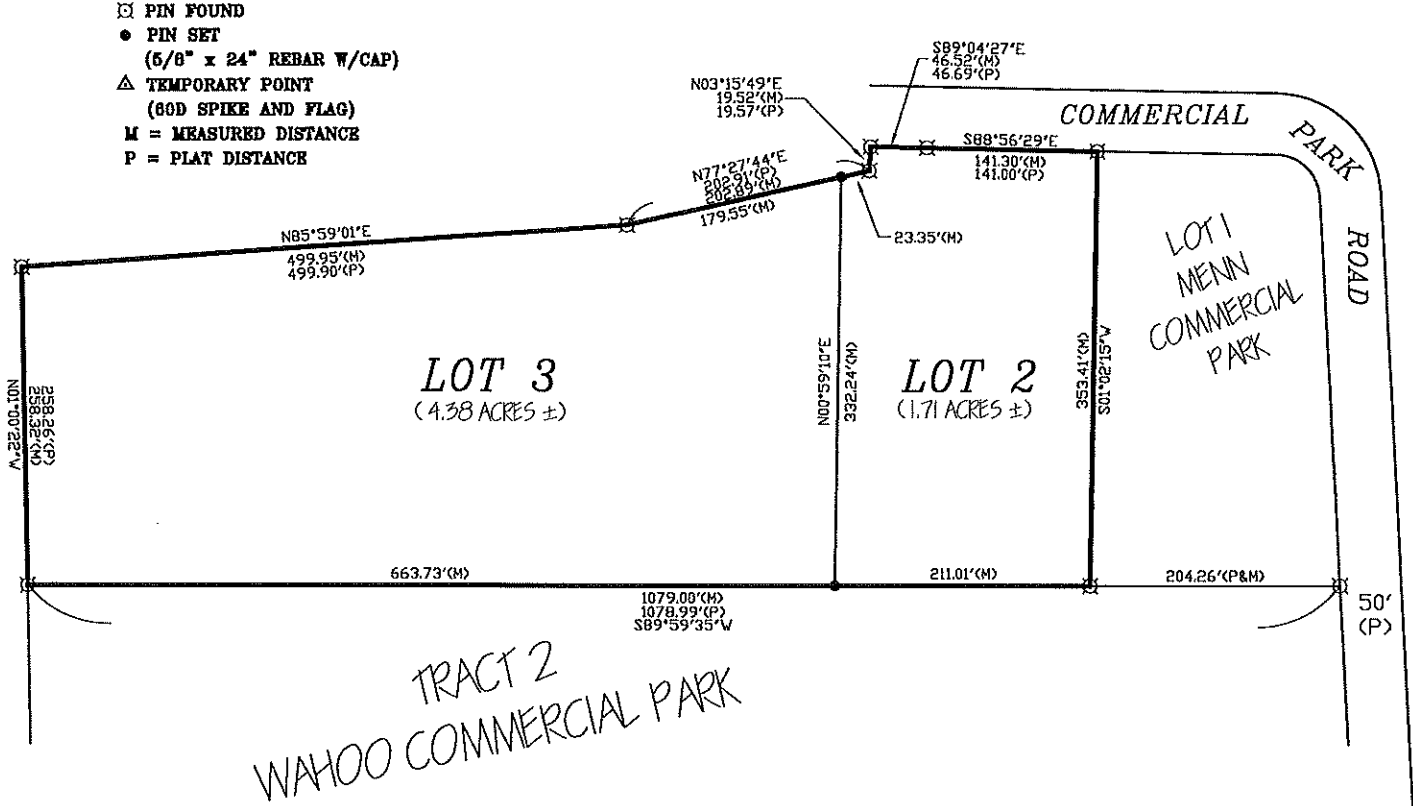 PIN FOUND
PIN SET
(5/8" x 24" REBAR W/CAP)
TEMPORARY POINT
(60D SPIKE AND FLAG)
M = MEASURED DISTANCE
P = PLAT DISTANCE
S89°04'27"E
46.52'(M)
46.69'(P)
N03°15'49"E
19.52'(M)
19.57'(P)
COMMERCIAL
PARK
ROAD
S88°56'29"E
141.30'(M)
141.00'(P)
N77°27'44"E
202.91'(P)
202.89'(M)
179.55'(M)
23.35'(M)
N85°59'01"E
499.95'(M)
499.90'(P)
LOT 1
MENN
COMMERCIAL
PARK
N01°00'22"W
258.26'(P)
258.32'(M)
LOT 3
(4.38 ACRES ±)
N00°59'10"E
332.24'(M)
LOT 2
(1.71 ACRES ±)
353.41'(M)
S01°02'15"W
663.73'(M)
211.01'(M)
204.26'(P&M)
1079.00'(M)
1078.99'(P)
S89°59'35"W
50'
(P)
TRACT 2
WAHOO COMMERCIAL PARK